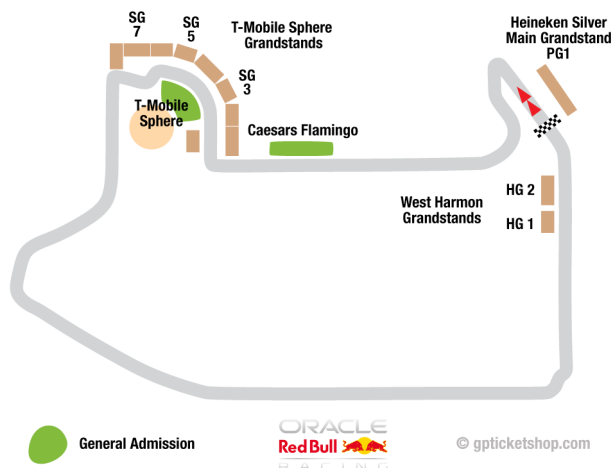 SG
7
SG
5
T-Mobile Sphere
Grandstands
SG
3
Heineken Silver
Main Grandstand
PG1
T-Mobile
Sphere
Caesars Flamingo
West Harmon
Grandstands
HG 2
HG 1
General Admission
ORACLE
Red Bull
RACING
© gpticketshop.com